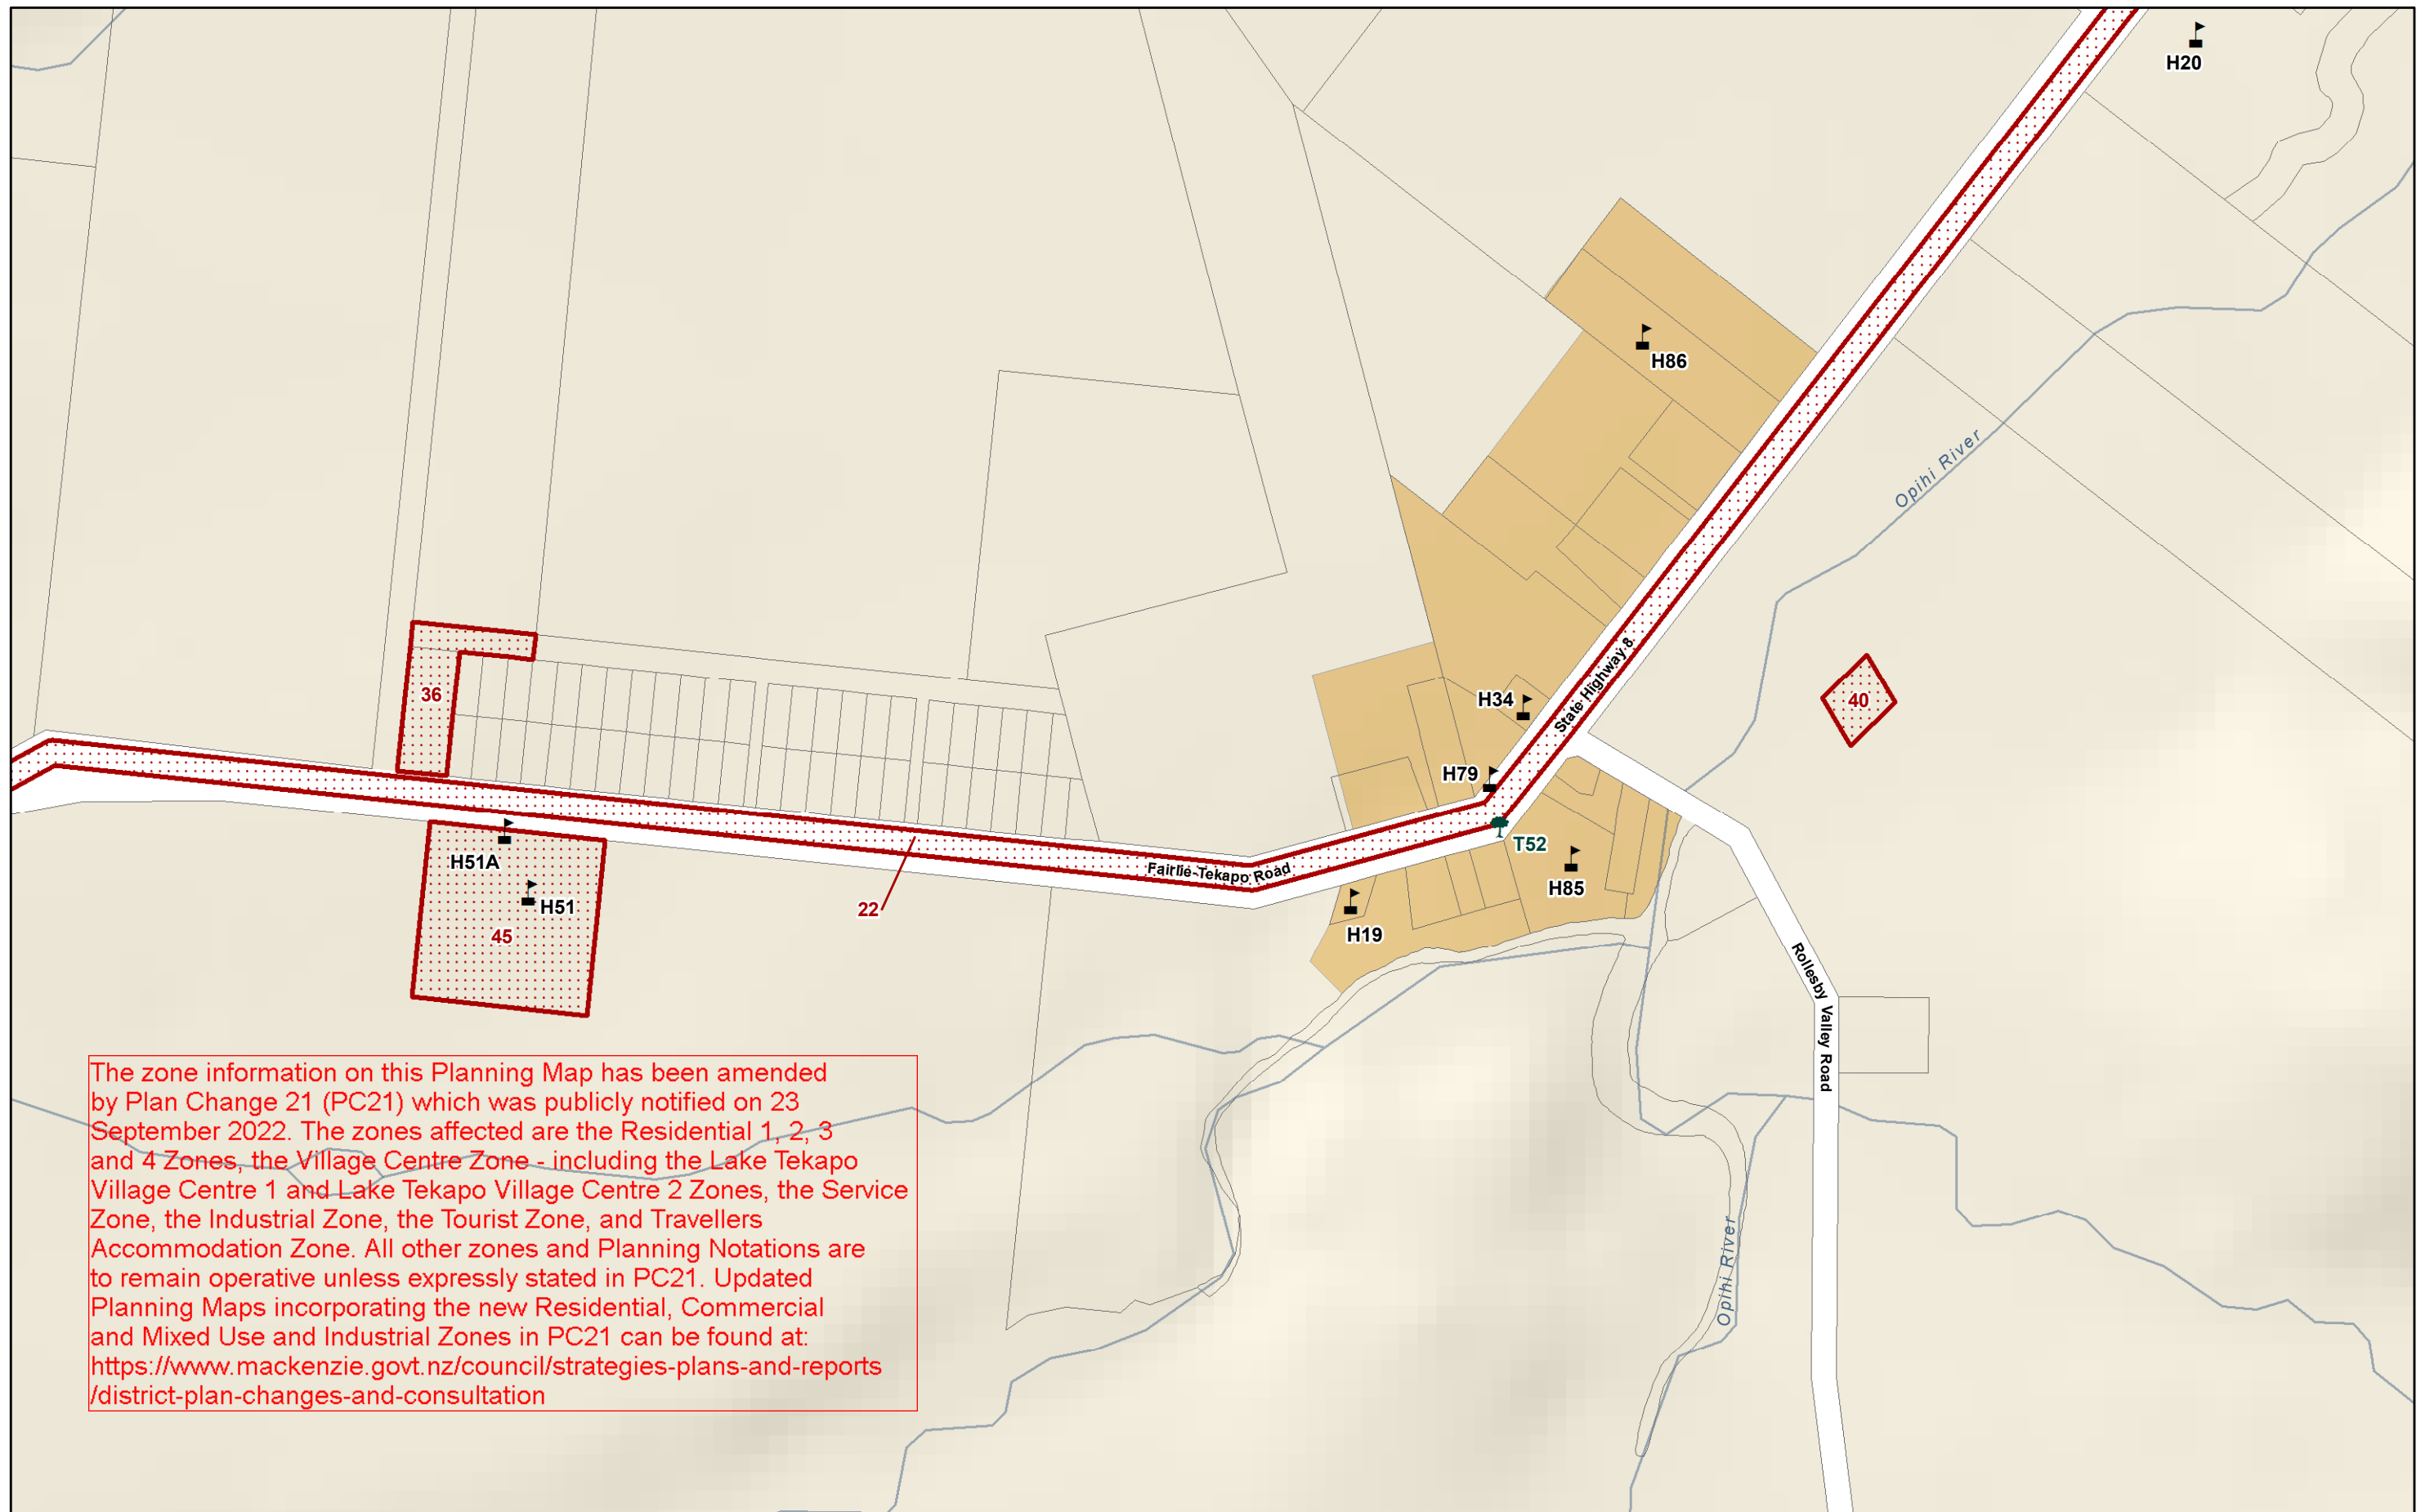 H20
H86
Opihi River
State Highway 8
36
H34
40
H79
T52
H51A
Fairlie-Tekapo Road
H85
H51
22
H19
45
Rollesby Valley Road
The zone information on this Planning Map has been amended
by Plan Change 21 (PC21) which was publicly notified on 23
September 2022. The zones affected are the Residential 1, 2, 3
and 4 Zones, the Village Centre Zone - including the Lake Tekapo
Village Centre 1 and Lake Tekapo Village Centre 2 Zones, the Service
Zone, the Industrial Zone, the Tourist Zone, and Travellers
Accommodation Zone. All other zones and Planning Notations are
to remain operative unless expressly stated in PC21. Updated
Planning Maps incorporating the new Residential, Commercial
and Mixed Use and Industrial Zones in PC21 can be found at:
https://www.mackenzie.govt.nz/council/strategies-plans-and-reports
/district-plan-changes-and-consultation
Opihi River